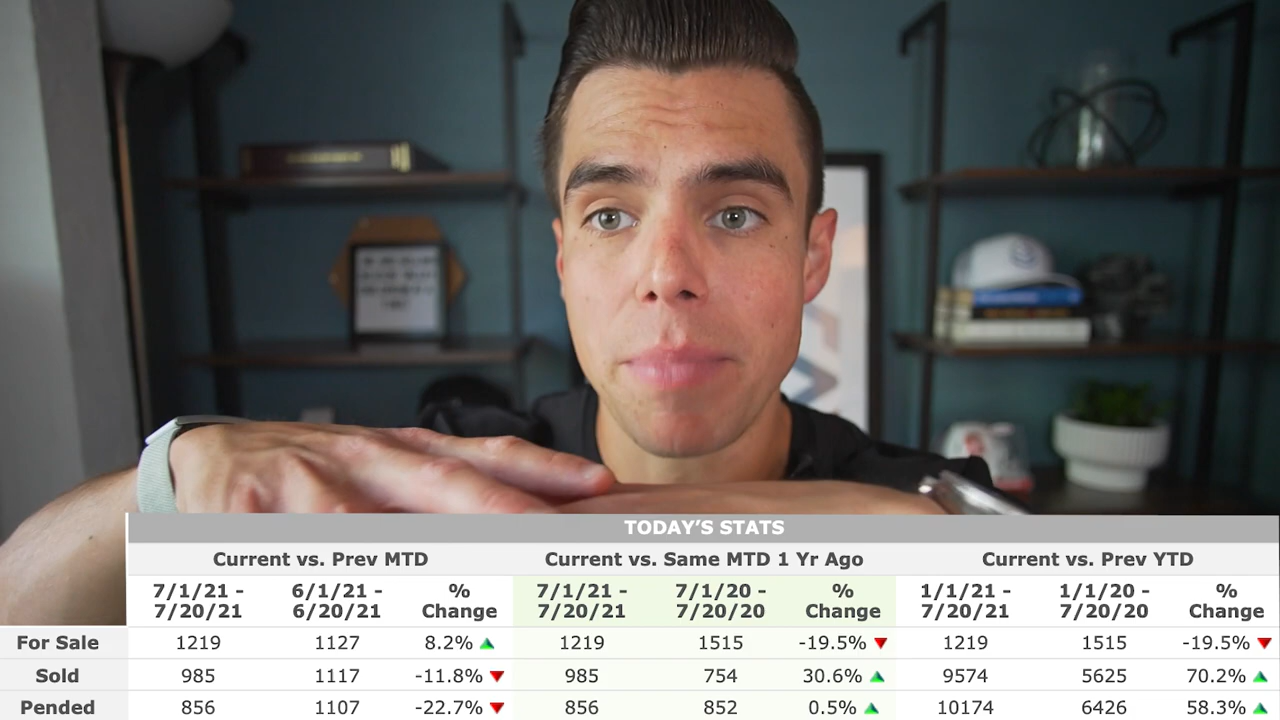 TODAY'S STATS
Current vs. Prev MTD Current vs. Same MTD 1 Yr Ago Current vs. Prev YTD
7/1/21 - 6/1/21 - % 7/1/21 - 7/1/20 - % 1/1/21 - 1/1/20 - %
7/20/21 6/20/21 Change 7/20/21 7/20/20 Change 7/20/21 7/20/20 Change
For Sale 1219 1127 8.2% 1219 1515 -19.5% 1219 1515 -19.5%
Sold 985 1117 -11.8% 985 754 30.6% 9574 5625 70.2%
Pended 856 1107 -22.7% 856 852 0.5% 10174 6426 58.3%